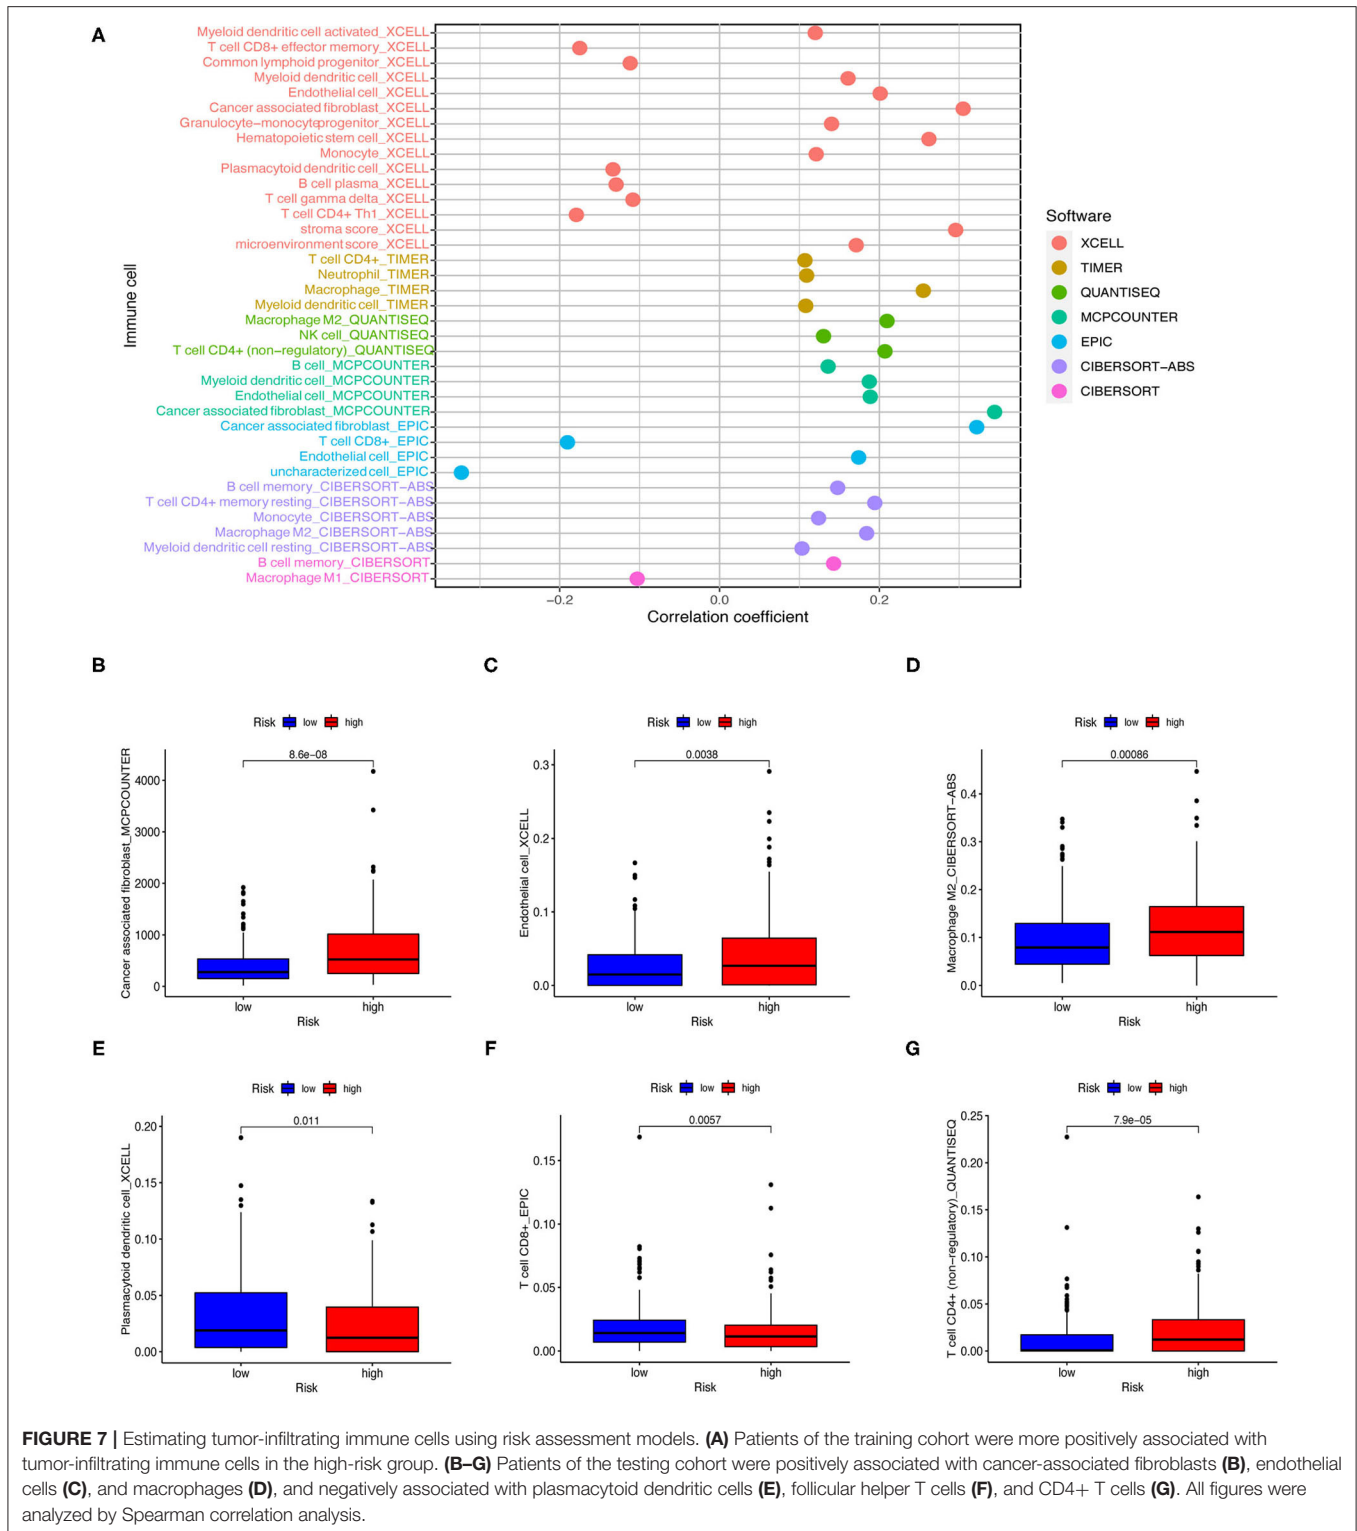 A
Immune cell
Myeloid dendritic cell activated_XCELL
T cell CD8+ effector memory_XCELL
Common lymphoid progenitor_XCELL
Myeloid dendritic cell_XCELL
Endothelial cell_XCELL
Cancer associated fibroblast_XCELL
Granulocyte-monocyte progenitor_XCELL
Hematopoietic stem cell_XCELL
Monocyte_XCELL
Plasmacytoid dendritic cell_XCELL
B cell plasma_XCELL
T cell gamma delta_XCELL
T cell CD4+ Th1_XCELL
stroma score_XCELL
microenvironment score_XCELL
T cell CD4+_TIMER
Neutrophil_TIMER
Macrophage_TIMER
Myeloid dendritic cell_TIMER
Macrophage M2_QUANTISEQ
NK cell_QUANTISEQ
T cell CD4+ (non-regulatory)_QUANTISEQ
B cell_MCPCOUNTER
Myeloid dendritic cell_MCPCOUNTER
Endothelial cell_MCPCOUNTER
Cancer associated fibroblast_MCPCOUNTER
Cancer associated fibroblast_EPIC
T cell CD8+_EPIC
Endothelial cell_EPIC
uncharacterized cell_EPIC
B cell memory_CIBERSORT-ABS
T cell CD4+ memory resting_CIBERSORT-ABS
Monocyte_CIBERSORT-ABS
Macrophage M2_CIBERSORT-ABS
Myeloid dendritic cell resting_CIBERSORT-ABS
B cell memory_CIBERSORT
Macrophage M1_CIBERSORT
-0.2 0.0 0.2
Correlation coefficient
Software
XCELL
TIMER
QUANTISEQ
MCPCOUNTER
EPIC
CIBERSORT-ABS
CIBERSORT
B
Risk low high
8.6e-08
Cancer associated fibroblast_MCPCOUNTER
4000
3000
2000
1000
0
low high
Risk
C
Risk low high
0.0038
Endothelial cell_XCELL
0.3
0.2
0.1
0.0
low high
Risk
D
Risk low high
0.00086
Macrophage M2_CIBERSORT-ABS
0.4
0.3
0.2
0.1
0.0
low high
Risk
E
Risk low high
0.011
Plasmacytoid dendritic cell_XCELL
0.20
0.15
0.10
0.05
0.00
low high
Risk
F
Risk low high
0.0057
T cell CD8+_EPIC
0.15
0.10
0.05
0.00
low high
Risk
G
Risk low high
7.9e-05
T cell CD4+ (non-regulatory)_QUANTISEQ
0.25
0.20
0.15
0.10
0.05
0.00
low high
Risk
FIGURE 7 | Estimating tumor-infiltrating immune cells using risk assessment models. (A) Patients of the training cohort were more positively associated with
tumor-infiltrating immune cells in the high-risk group. (B–G) Patients of the testing cohort were positively associated with cancer-associated fibroblasts (B), endothelial
cells (C), and macrophages (D), and negatively associated with plasmacytoid dendritic cells (E), follicular helper T cells (F), and CD4+ T cells (G). All figures were
analyzed by Spearman correlation analysis.